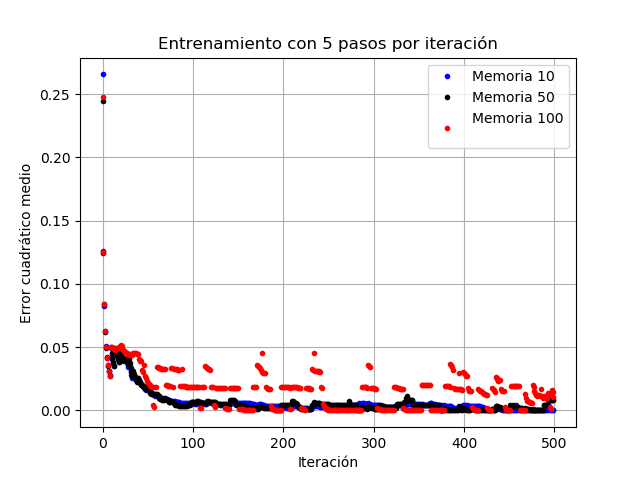 Entrenamiento con 5 pasos por iteración
Memoria 10
Memoria 50
Memoria 100
Error cuadrático medio
0.25
0.20
0.15
0.10
0.05
0.00
0 100 200 300 400 500
Iteración